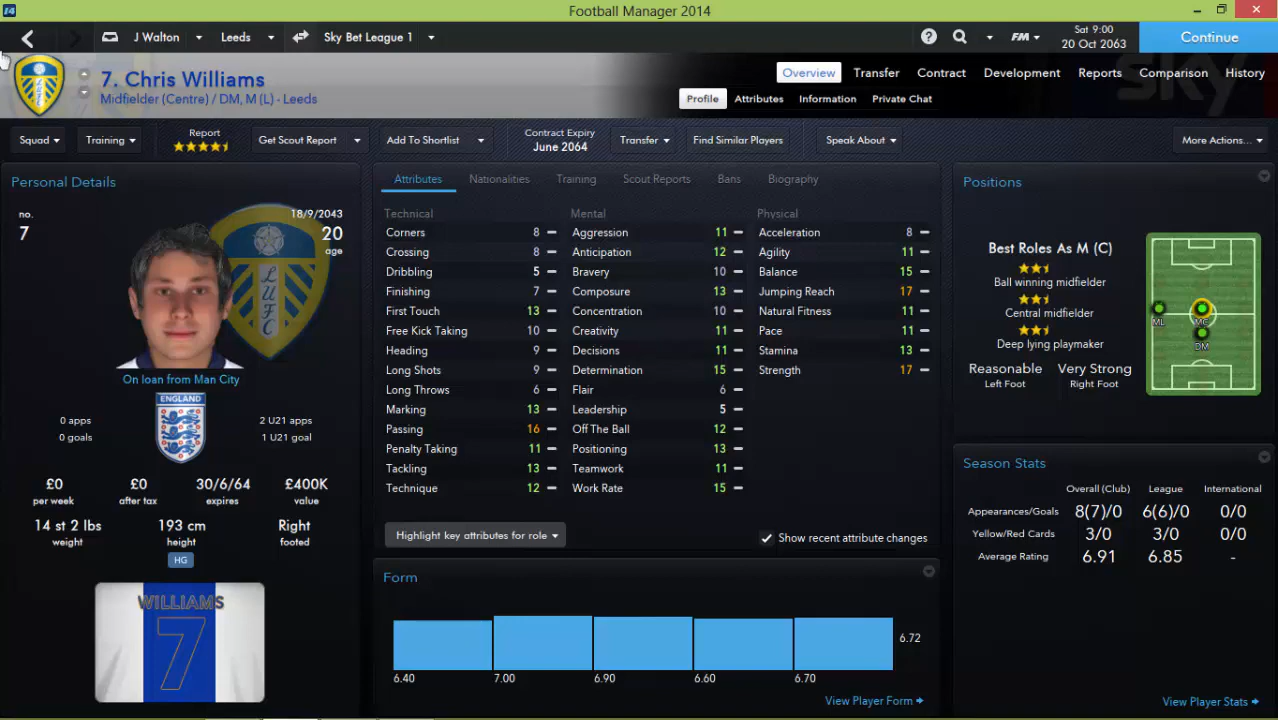 Football Manager 2014
J Walton
Leeds
Sky Bet League 1
FM
Sat 9:00
20 Oct 2063
Continue
7. Chris Williams
Midfielder (Centre) / DM, M (L) - Leeds
Overview
Transfer
Contract
Development
Reports
Comparison
History
Profile
Attributes
Information
Private Chat
Squad
Training
Report
Get Scout Report
Add To Shortlist
Contract Expiry
June 2064
Transfer
Find Similar Players
Speak About
More Actions...
Personal Details
no.
7
18/9/2043
20
age
LUFC
On loan from Man City
ENGLAND
0 apps
0 goals
2 U21 apps
1 U21 goal
£0
per week
£0
after tax
30/6/64
expires
£400K
value
14 st 2 lbs
weight
193 cm
height
Right
footed
HG
WILLIAMS
7
Attributes
Nationalities
Training
Scout Reports
Bans
Biography
Technical
Corners 8
Crossing 8
Dribbling 5
Finishing 7
First Touch 13
Free Kick Taking 10
Heading 9
Long Shots 9
Long Throws 6
Marking 13
Passing 16
Penalty Taking 11
Tackling 13
Technique 12
Mental
Aggression 11
Anticipation 12
Bravery 10
Composure 13
Concentration 10
Creativity 11
Decisions 11
Determination 15
Flair 6
Leadership 5
Off The Ball 12
Positioning 13
Teamwork 11
Work Rate 15
Physical
Acceleration 8
Agility 11
Balance 15
Jumping Reach 17
Natural Fitness 11
Pace 11
Stamina 13
Strength 17
Highlight key attributes for role
Show recent attribute changes
Form
6.72
6.40 7.00 6.90 6.60 6.70
View Player Form
Positions
Best Roles As M (C)
Ball winning midfielder
Central midfielder
Deep lying playmaker
Reasonable
Left Foot
Very Strong
Right Foot
ML
MC
DM
Season Stats
Overall (Club) League International
Appearances/Goals 8(7)/0 6(6)/0 0/0
Yellow/Red Cards 3/0 3/0 0/0
Average Rating 6.91 6.85 -
View Player Stats